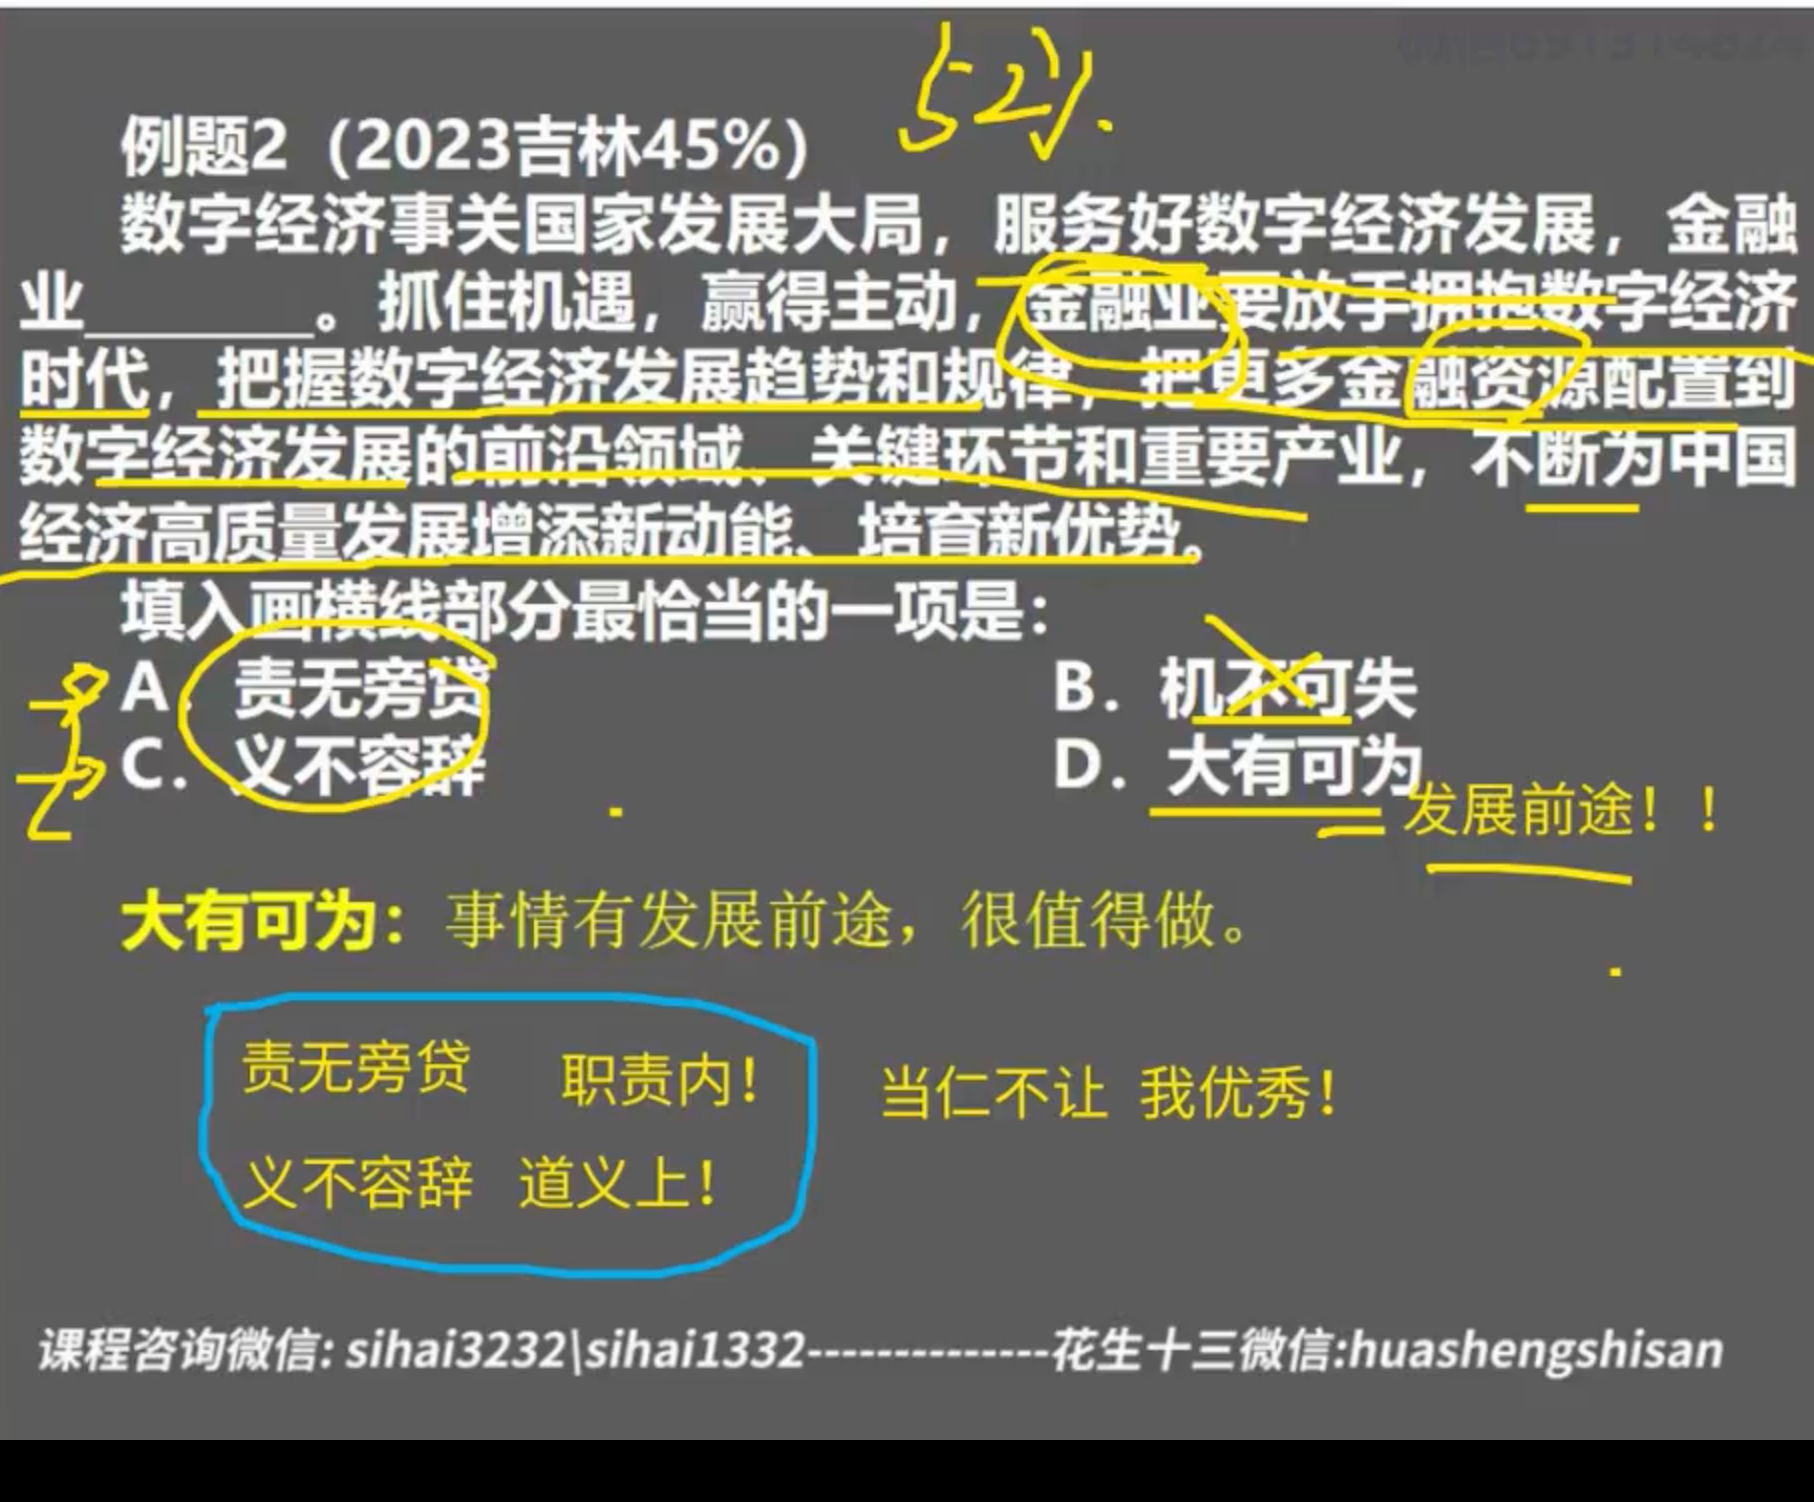 52%.
例题2（2023吉林45%）
数字经济事关国家发展大局，服务好数字经济发展，金融
业______。抓住机遇，赢得主动，金融业要放手拥抱数字经济
时代，把握数字经济发展趋势和规律，把更多金融资源配置到
数字经济发展的前沿领域、关键环节和重要产业，不断为中国
经济高质量发展增添新动能、培育新优势。
填入画横线部分最恰当的一项是：
A．责无旁贷 B．机不可失
C．义不容辞 D．大有可为
发展前途！！
大有可为：事情有发展前途，很值得做。
责无旁贷 职责内！ 当仁不让 我优秀！
义不容辞 道义上！
课程咨询微信: sihai3232\sihai1332--------------花生十三微信:huashengshisan